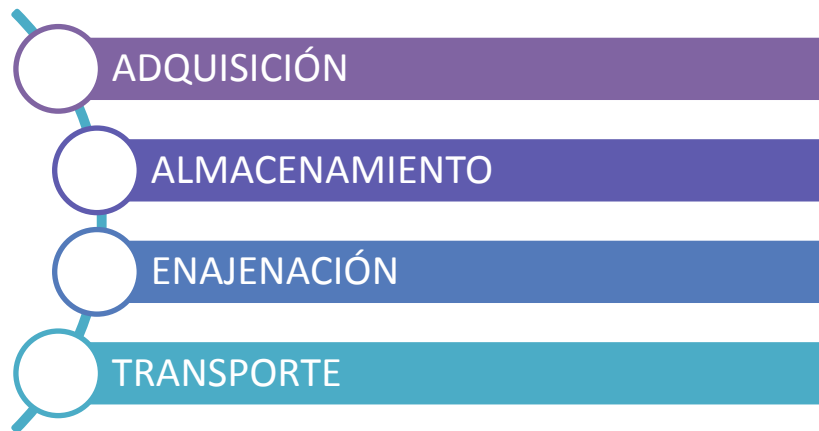 ADQUISICIÓN
ALMACENAMIENTO
ENAJENACIÓN
TRANSPORTE